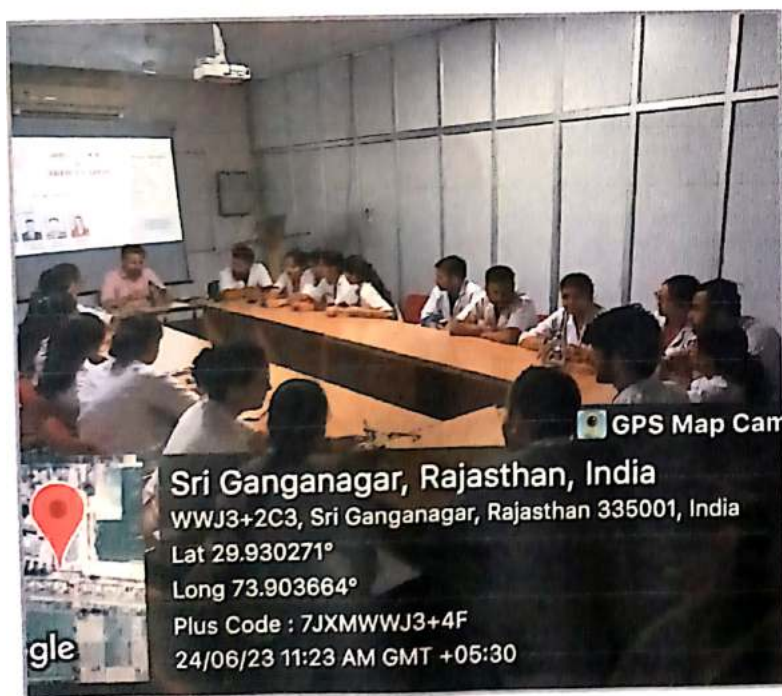 GPS Map Cam
Sri Ganganagar, Rajasthan, India
WWJ3+2C3, Sri Ganganagar, Rajasthan 335001, India
Lat 29.930271°
Long 73.903664°
Plus Code : 7JXMWWJ3+4F
24/06/23 11:23 AM GMT +05:30
gle